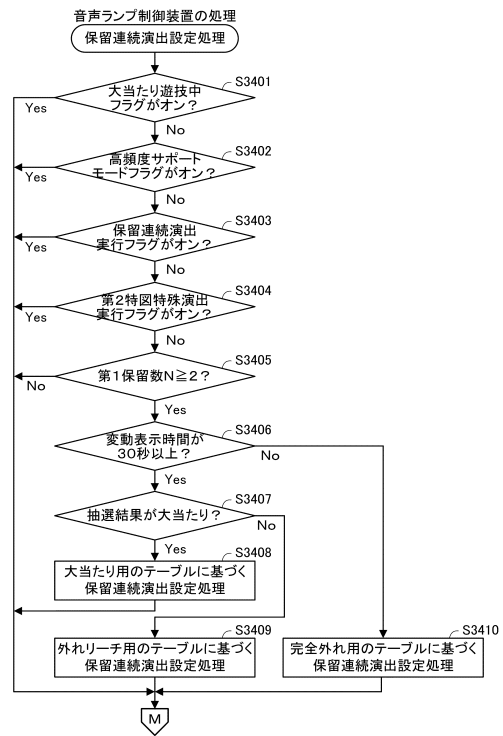 音声ランプ制御装置の処理
保留連続演出設定処理
S3401
大当たり遊技中
フラグがオン？
Yes
No
S3402
高頻度サポート
モードフラグがオン？
Yes
No
S3403
保留連続演出
実行フラグがオン？
Yes
No
S3404
第２特図特殊演出
実行フラグがオン？
Yes
No
S3405
第１保留数Ｎ≧２？
No
Yes
S3406
変動表示時間が
３０秒以上？
No
Yes
S3407
抽選結果が大当たり？
No
Yes
S3408
大当たり用のテーブルに基づく
保留連続演出設定処理
S3409
外れリーチ用のテーブルに基づく
保留連続演出設定処理
S3410
完全外れ用のテーブルに基づく
保留連続演出設定処理
M